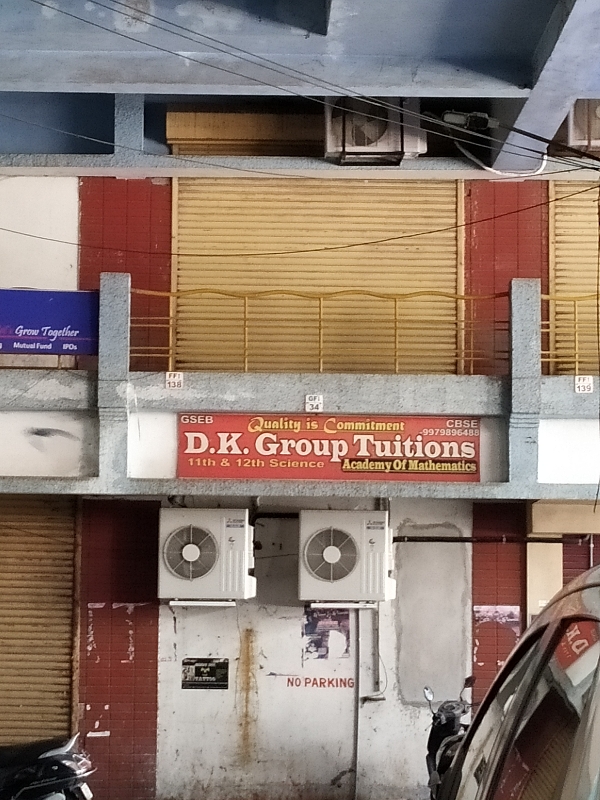 Grow Together
Mutual Fund IPOs
FF1
138
GF1
34
FF1
139
GSEB
Quality is Commitment
CBSE
-9979896488
D.K. Group Tuitions
11th & 12th Science
Academy Of Mathematics
NO PARKING